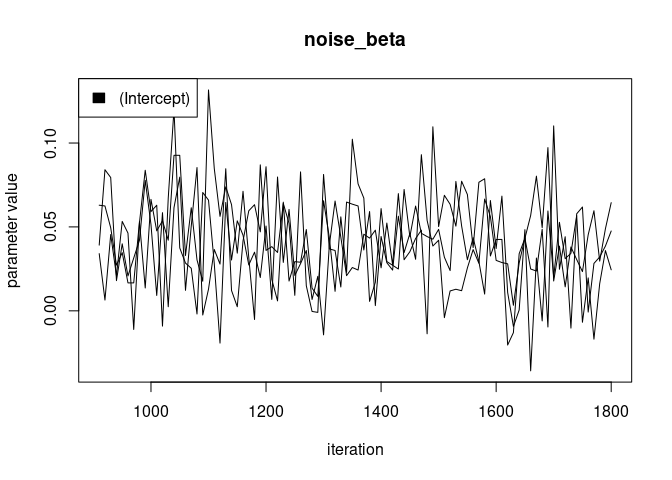 noise_beta
(Intercept)
parameter value
0.10
0.05
0.00
1000 1200 1400 1600 1800
iteration